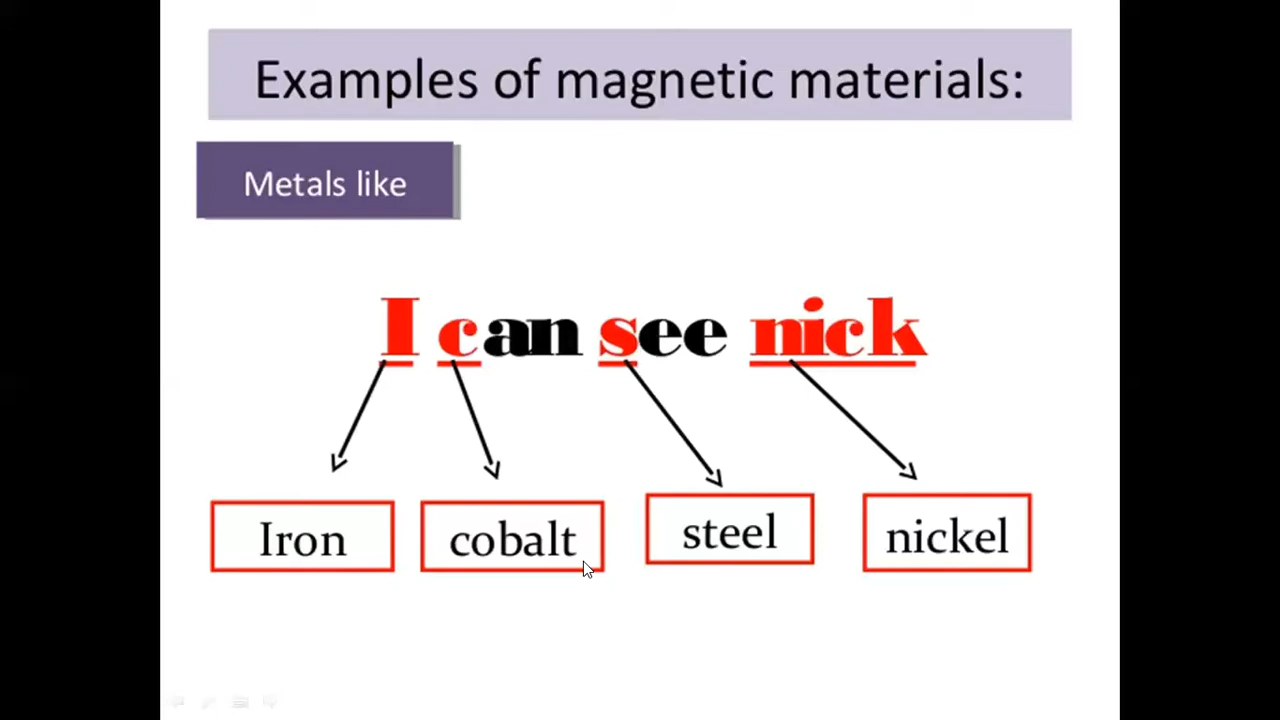 Examples of magnetic materials:
Metals like
I can see nick
Iron cobalt steel nickel